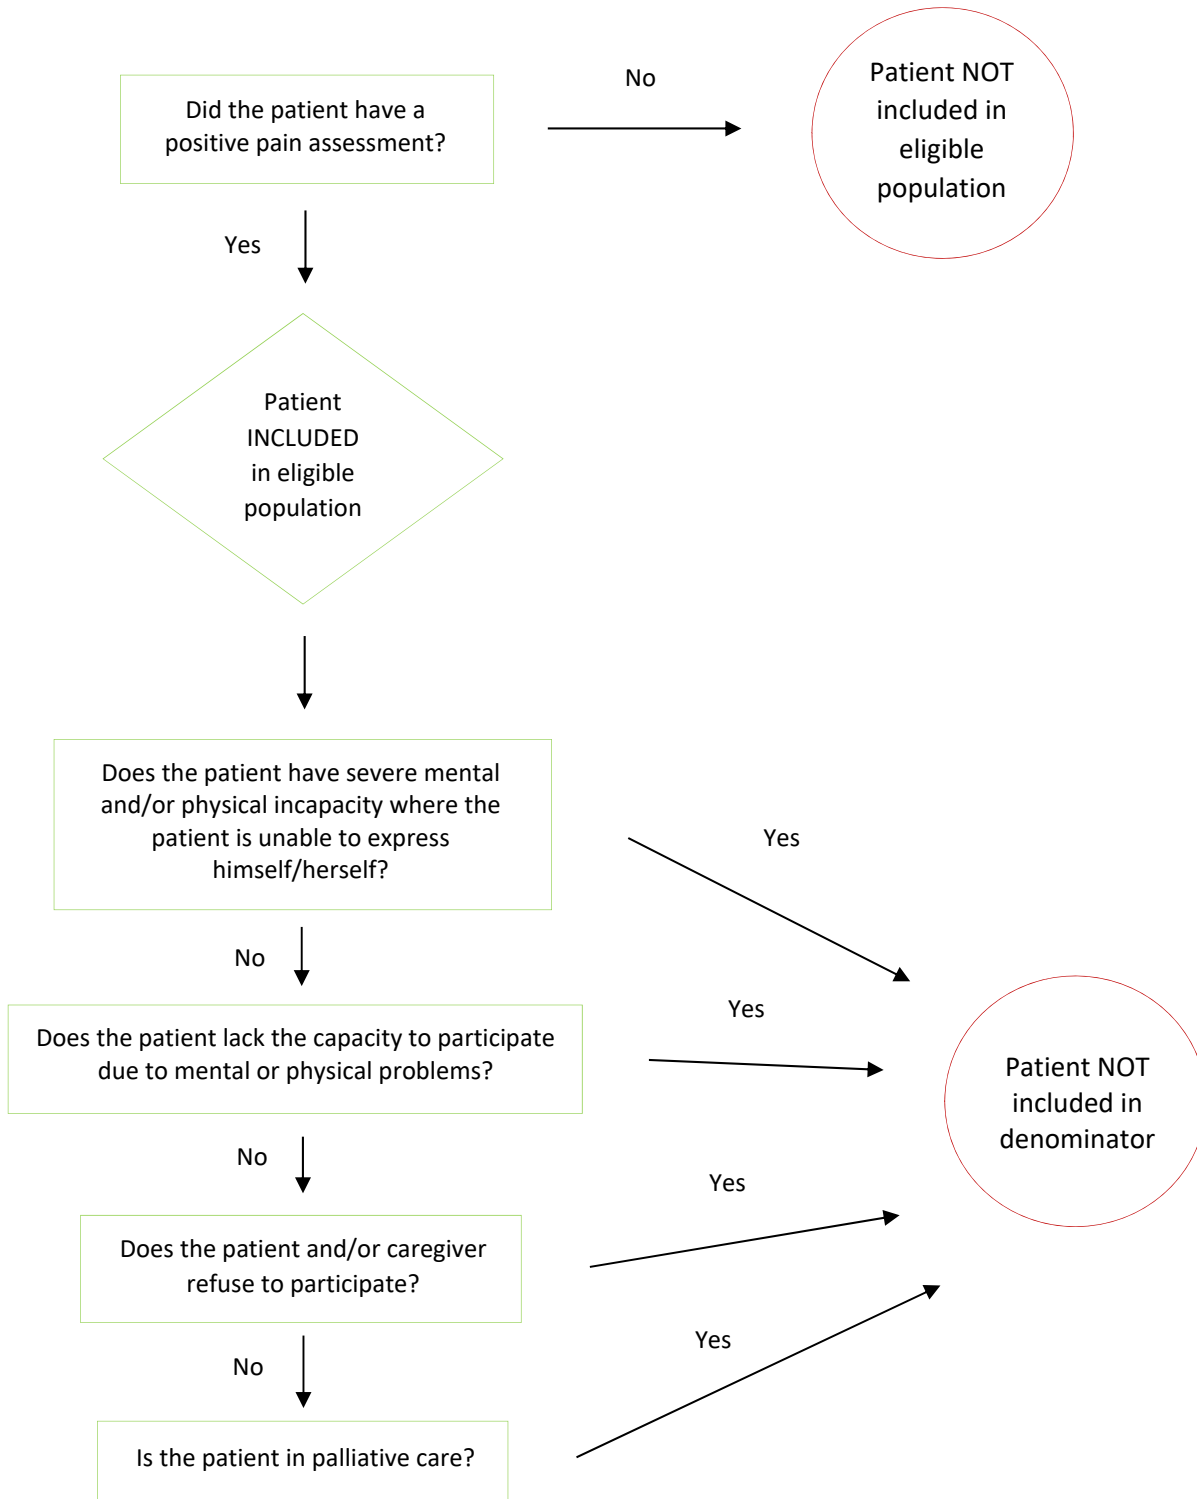 Did the patient have a
positive pain assessment?
No
Patient NOT
included in
eligible
population
Yes
Patient
INCLUDED
in eligible
population
Does the patient have severe mental
and/or physical incapacity where the
patient is unable to express
himself/herself?
Yes
No
Does the patient lack the capacity to participate
due to mental or physical problems?
Yes
Patient NOT
included in
denominator
No
Does the patient and/or caregiver
refuse to participate?
Yes
No
Is the patient in palliative care?
Yes